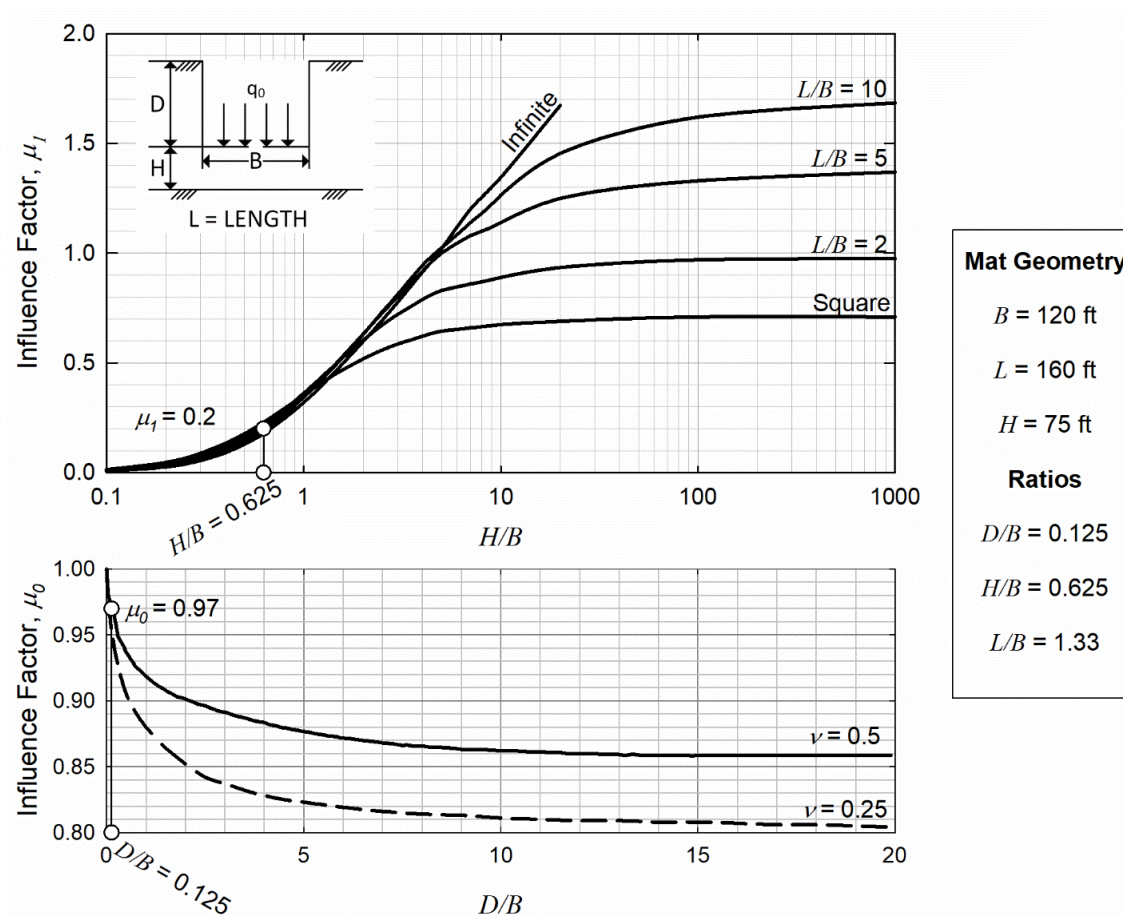 2.0
1.5
1.0
0.5
0.0
Influence Factor, μ1
D
H
q0
B
L = LENGTH
Infinite
L/B = 10
L/B = 5
L/B = 2
Square
μ1 = 0.2
0.1
1
10
100
1000
H/B = 0.625
H/B
Mat Geometry
B = 120 ft
L = 160 ft
H = 75 ft
Ratios
D/B = 0.125
H/B = 0.625
L/B = 1.33
1.00
0.95
0.90
0.85
0.80
Influence Factor, μ0
μ0 = 0.97
ν = 0.5
ν = 0.25
0
5
10
15
20
D/B = 0.125
D/B